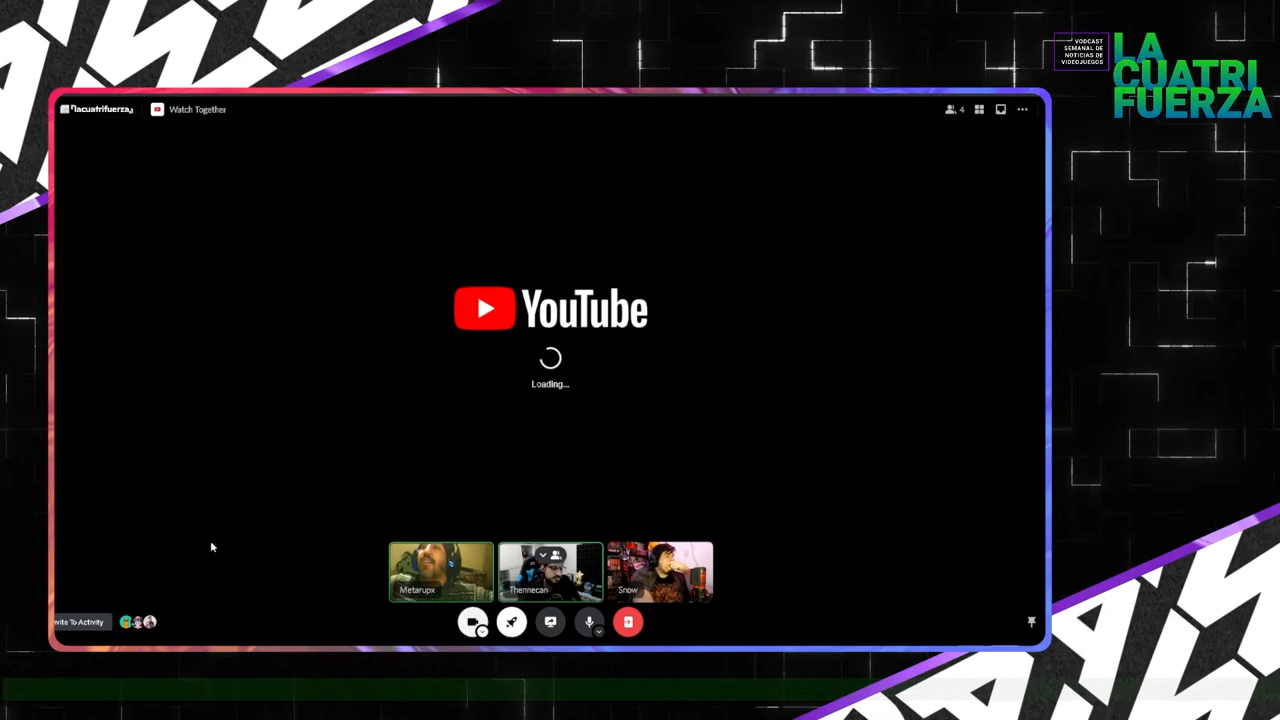 VODCAST
SEMANAL DE
NOTICIAS DE
VIDEOJUEGOS
LA
CUATRI
FUERZA
lacuatrifuerza
Watch Together
4
YouTube
Loading...
Metarupx
Thennecan
Snow
vite To Activity